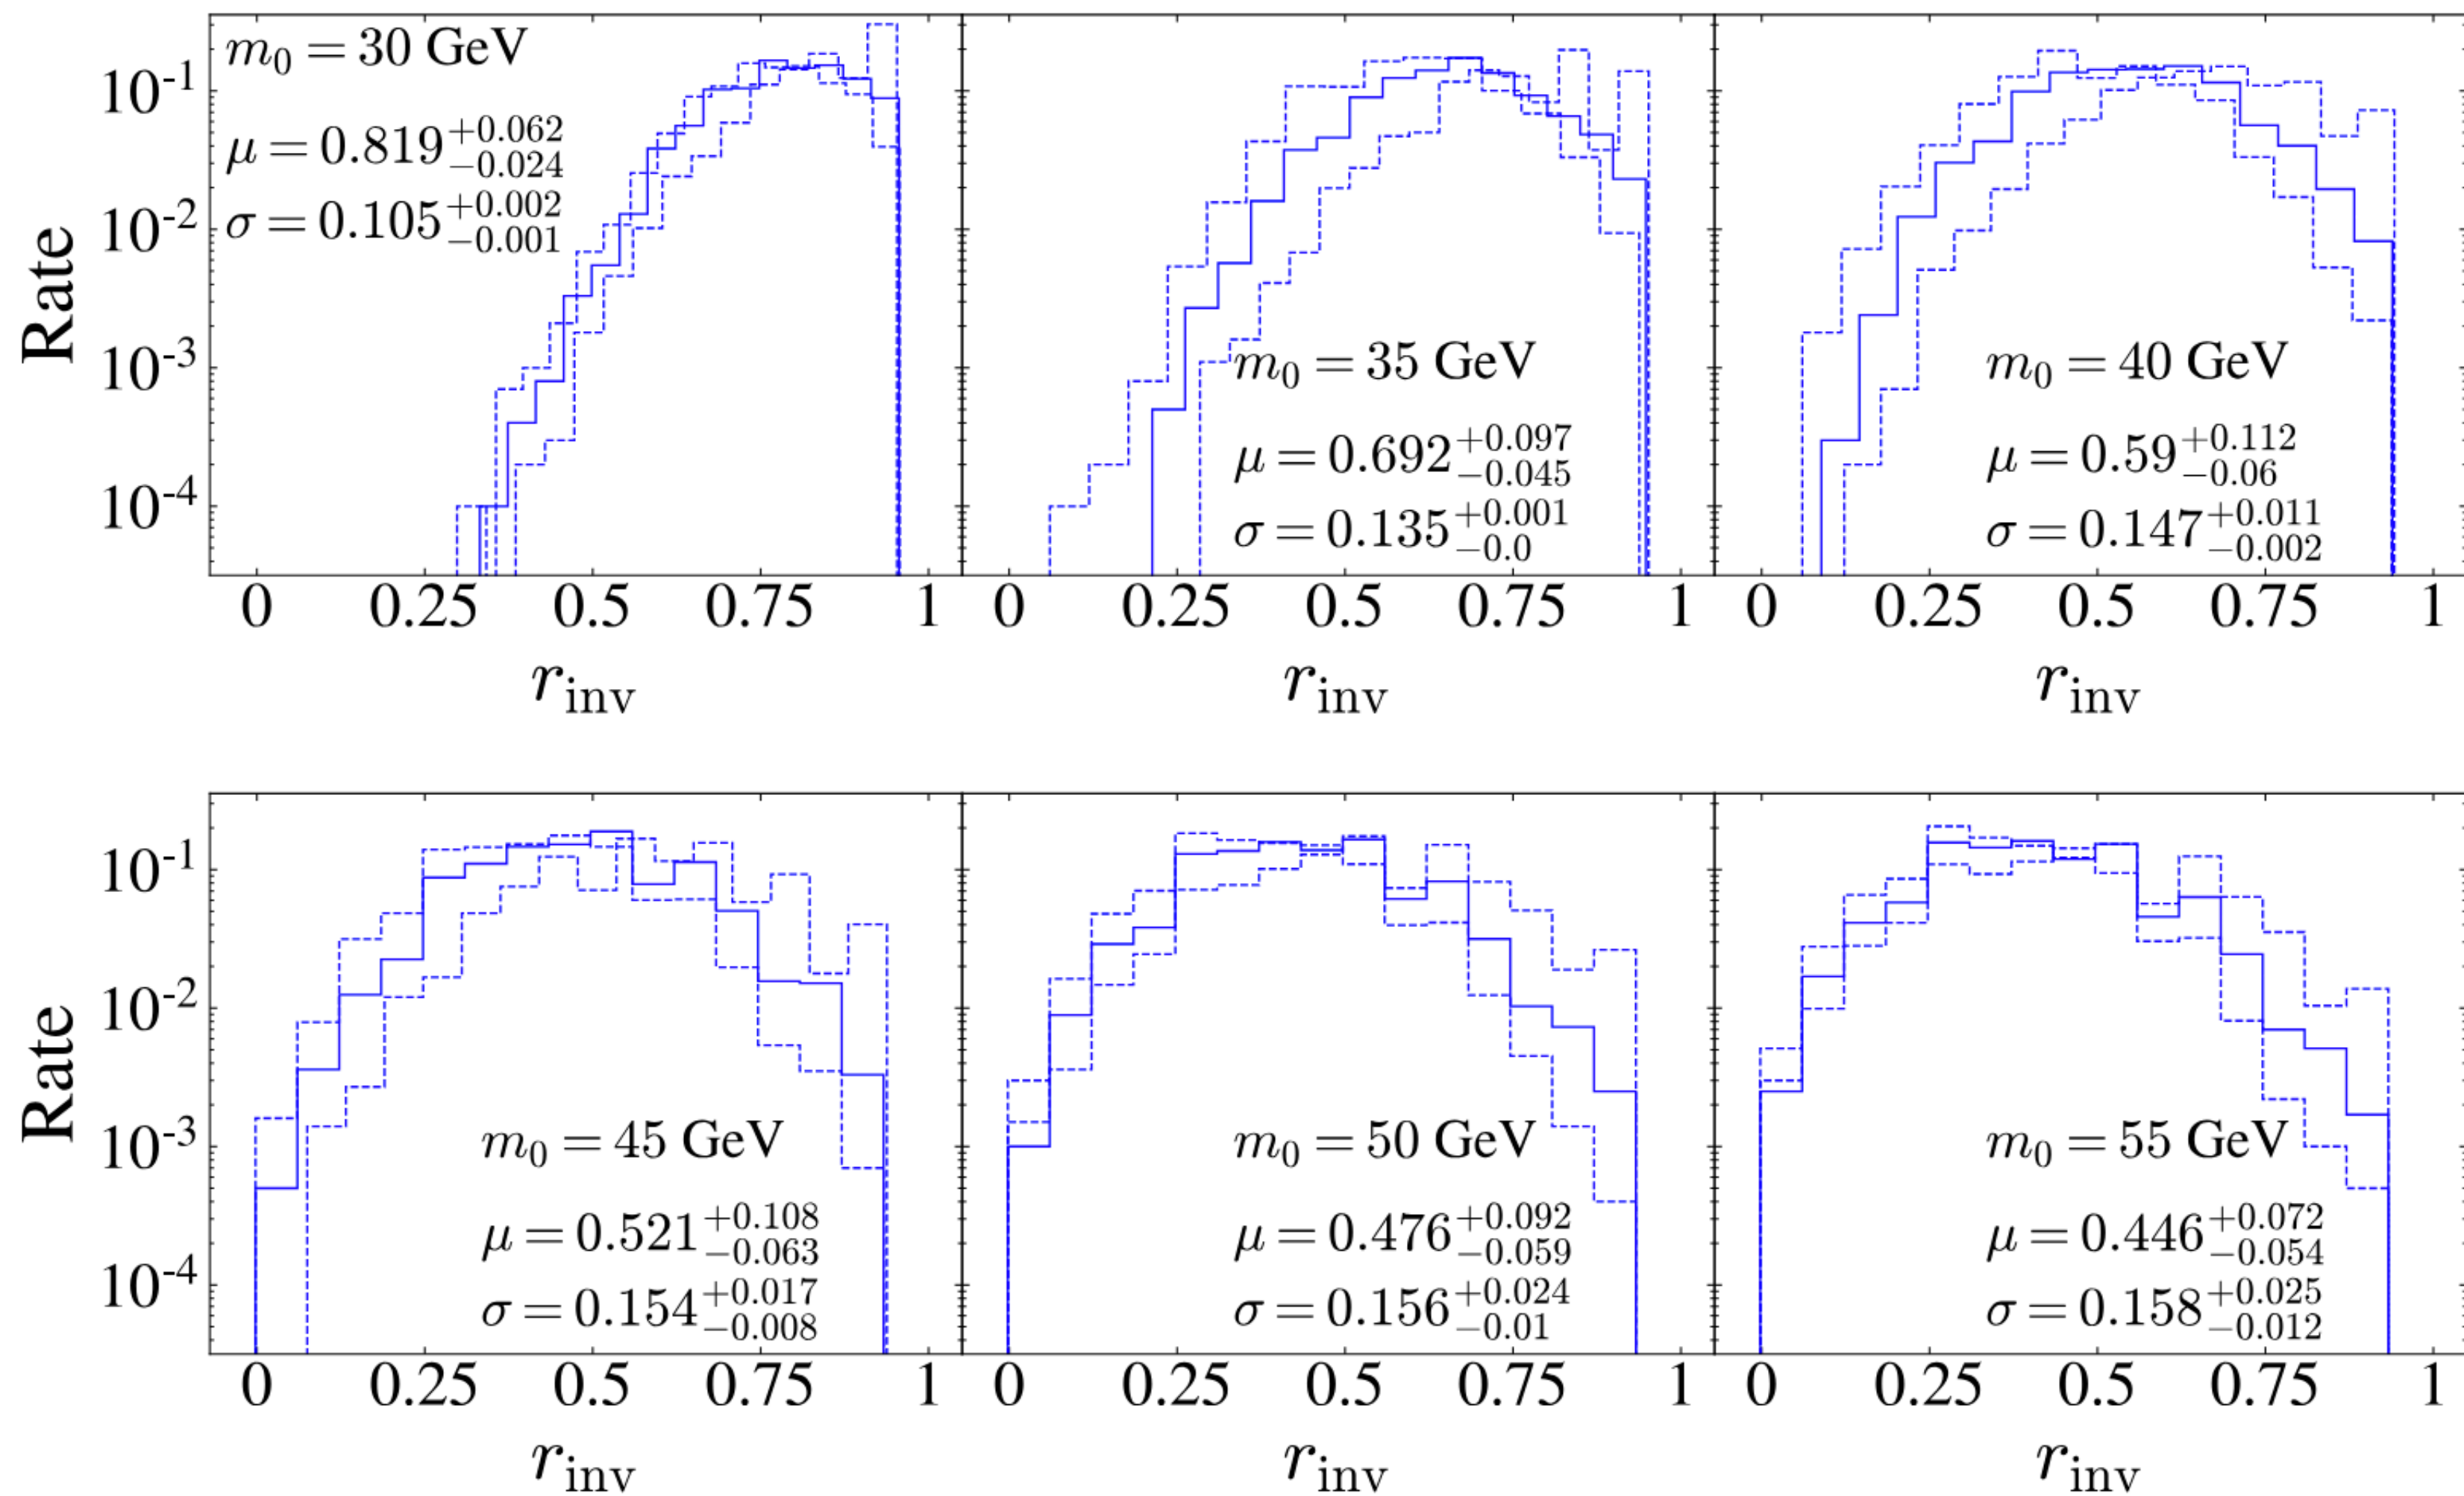 m₀ = 30 GeV
μ = 0.819 +0.062 −0.024
σ = 0.105 +0.002 −0.001
m₀ = 35 GeV
μ = 0.692 +0.097 −0.045
σ = 0.135 +0.001 −0.0
m₀ = 40 GeV
μ = 0.59 +0.112 −0.06
σ = 0.147 +0.011 −0.002
Rate
10⁻¹
10⁻²
10⁻³
10⁻⁴
0 0.25 0.5 0.75 1 0 0.25 0.5 0.75 1 0 0.25 0.5 0.75 1
r_inv r_inv r_inv
m₀ = 45 GeV
μ = 0.521 +0.108 −0.063
σ = 0.154 +0.017 −0.008
m₀ = 50 GeV
μ = 0.476 +0.092 −0.059
σ = 0.156 +0.024 −0.01
m₀ = 55 GeV
μ = 0.446 +0.072 −0.054
σ = 0.158 +0.025 −0.012
Rate
10⁻¹
10⁻²
10⁻³
10⁻⁴
0 0.25 0.5 0.75 1 0 0.25 0.5 0.75 1 0 0.25 0.5 0.75 1
r_inv r_inv r_inv